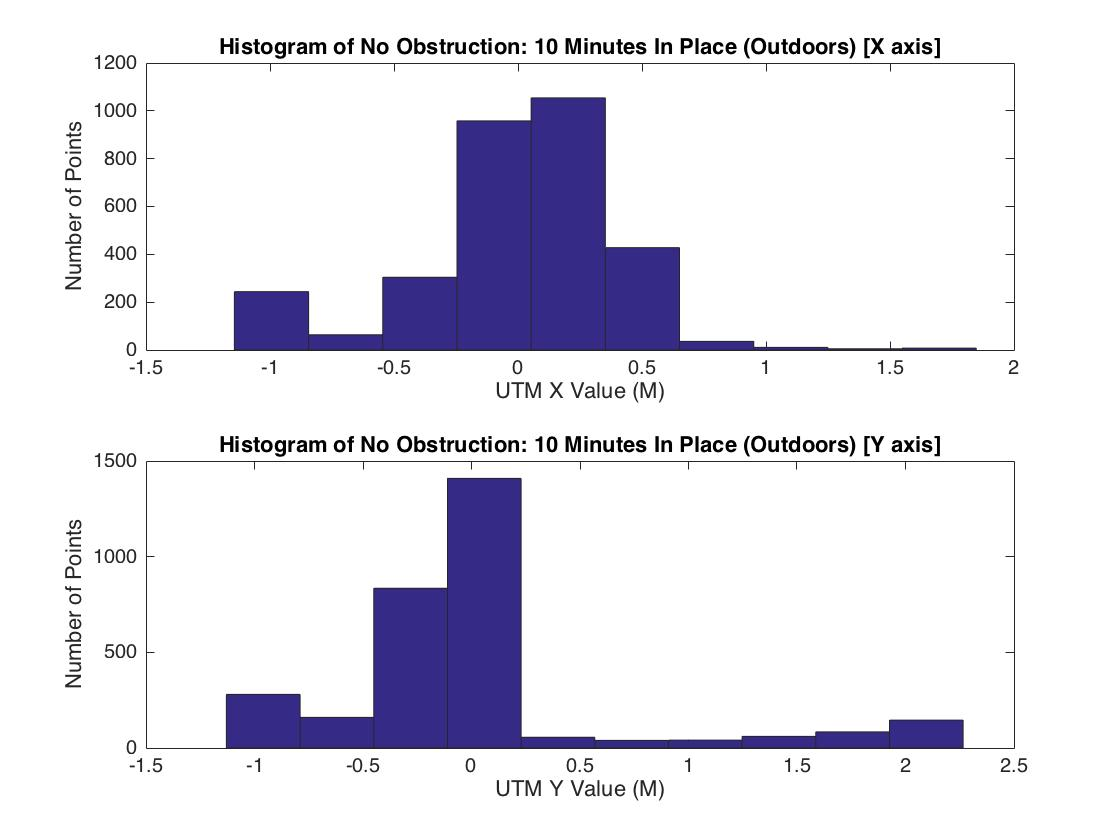 Histogram of No Obstruction: 10 Minutes In Place (Outdoors) [X axis]
1200
1000
800
600
400
200
0
Number of Points
-1.5 -1 -0.5 0 0.5 1 1.5 2
UTM X Value (M)
Histogram of No Obstruction: 10 Minutes In Place (Outdoors) [Y axis]
1500
1000
500
0
Number of Points
-1.5 -1 -0.5 0 0.5 1 1.5 2 2.5
UTM Y Value (M)